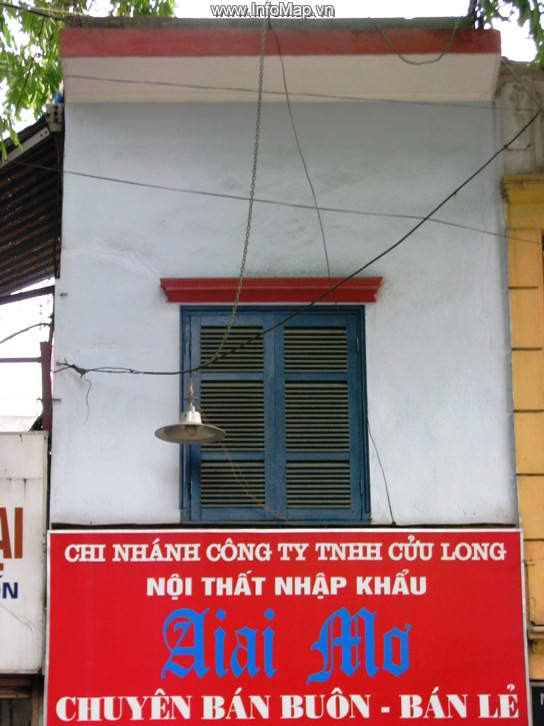 www.InfoMap.vn
CHI NHÁNH CÔNG TY TNHH CỬU LONG
NỘI THẤT NHẬP KHẨU
Aiai Mơ
CHUYÊN BÁN BUÔN - BÁN LẺ
AI